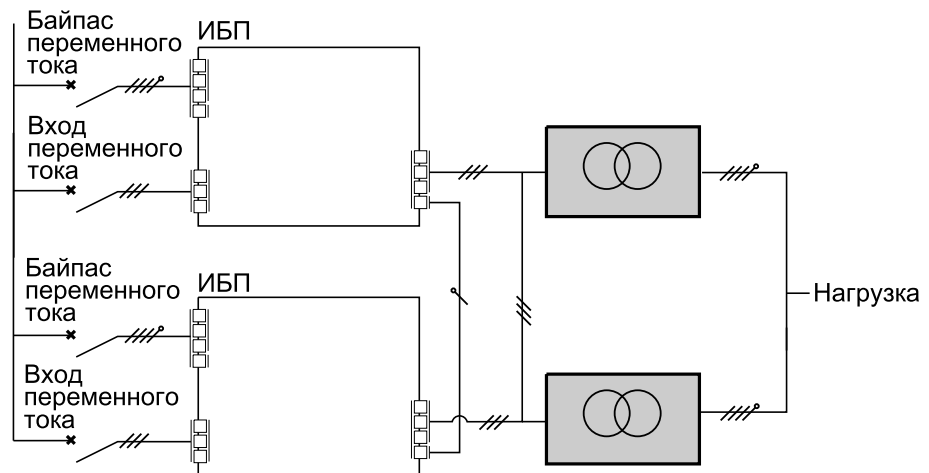 Байпас
переменного
тока
ИБП
Вход
переменного
тока
Байпас
переменного
тока
ИБП
Вход
переменного
тока
Нагрузка